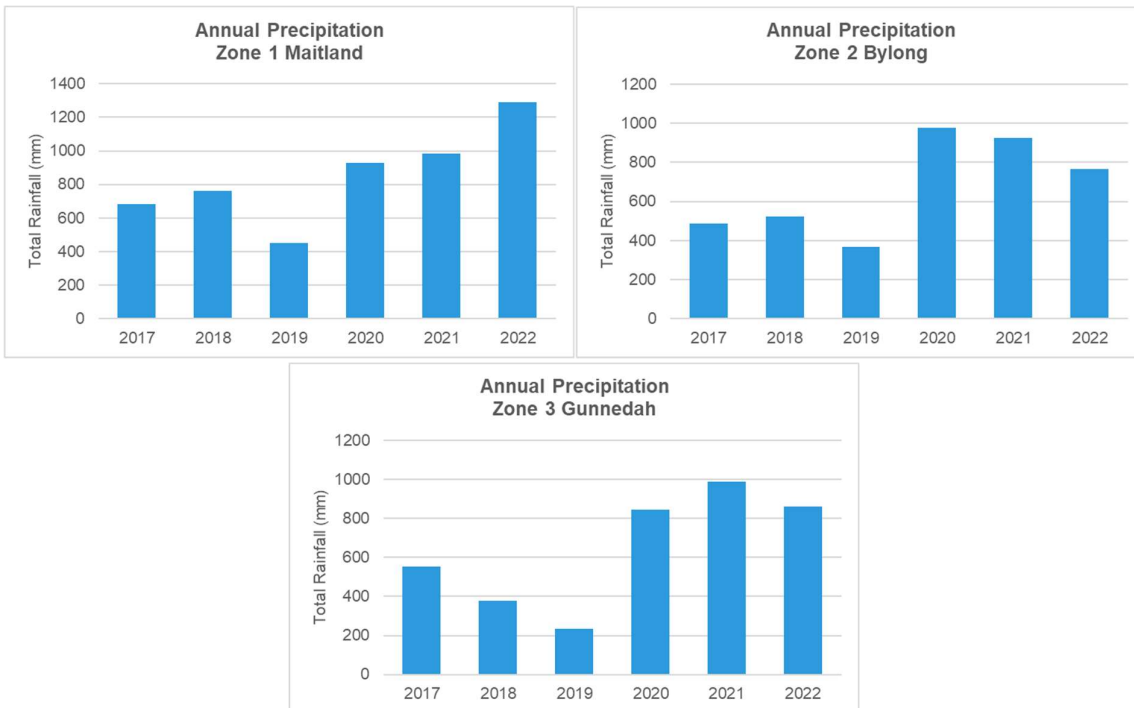 Annual Precipitation
Zone 1 Maitland
Total Rainfall (mm)
1400
1200
1000
800
600
400
200
0
2017 2018 2019 2020 2021 2022
Annual Precipitation
Zone 2 Bylong
Total Rainfall (mm)
1200
1000
800
600
400
200
0
2017 2018 2019 2020 2021 2022
Annual Precipitation
Zone 3 Gunnedah
Total Rainfall (mm)
1200
1000
800
600
400
200
0
2017 2018 2019 2020 2021 2022